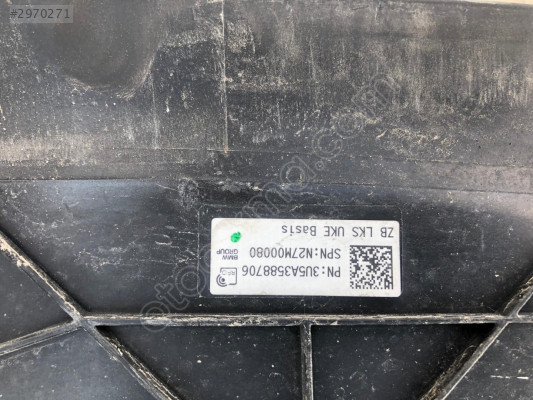 #2970271
ZB LKS UKE Basis
PN:3U5A3588706
SPN:N27M00080
BMW
GROUP